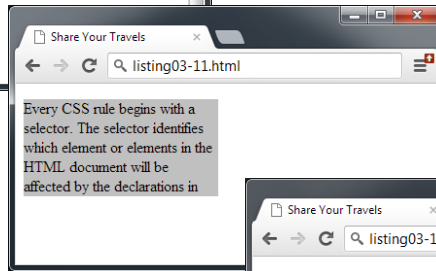 Share Your Travels
listing03-11.html
Every CSS rule begins with a
selector. The selector identifies
which element or elements in the
HTML document will be
affected by the declarations in
Share Your Travels
listing03-1